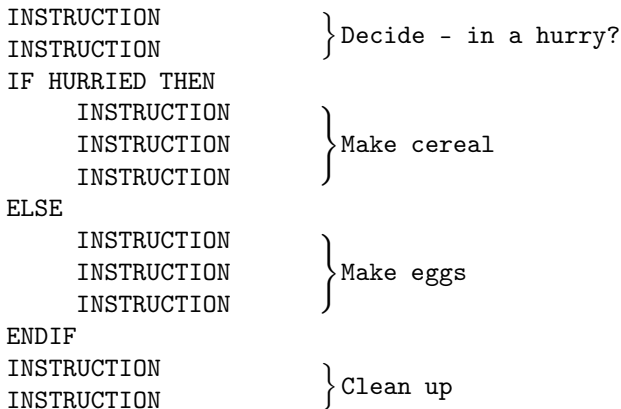 INSTRUCTION
INSTRUCTION
Decide - in a hurry?
IF HURRIED THEN
INSTRUCTION
INSTRUCTION
INSTRUCTION
Make cereal
ELSE
INSTRUCTION
INSTRUCTION
INSTRUCTION
Make eggs
ENDIF
INSTRUCTION
INSTRUCTION
Clean up